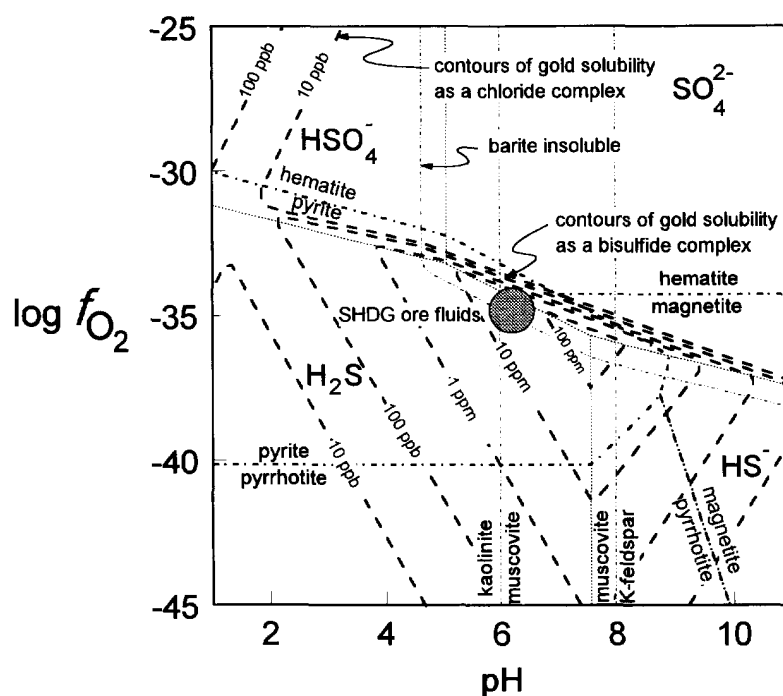 -25
-30
-35
-40
-45
log fO2
2
4
6
8
10
pH
100 ppb
10 ppb
contours of gold solubility
as a chloride complex
SO4^2-
HSO4^-
barite insoluble
hematite
pyrite
contours of gold solubility
as a bisulfide complex
hematite
magnetite
SHDG ore fluids
100 ppm
10 ppm
1 ppm
H2S
100 ppb
10 ppb
pyrite
pyrrhotite
HS^-
kaolinite
muscovite
muscovite
K-feldspar
magnetite
pyrrhotite